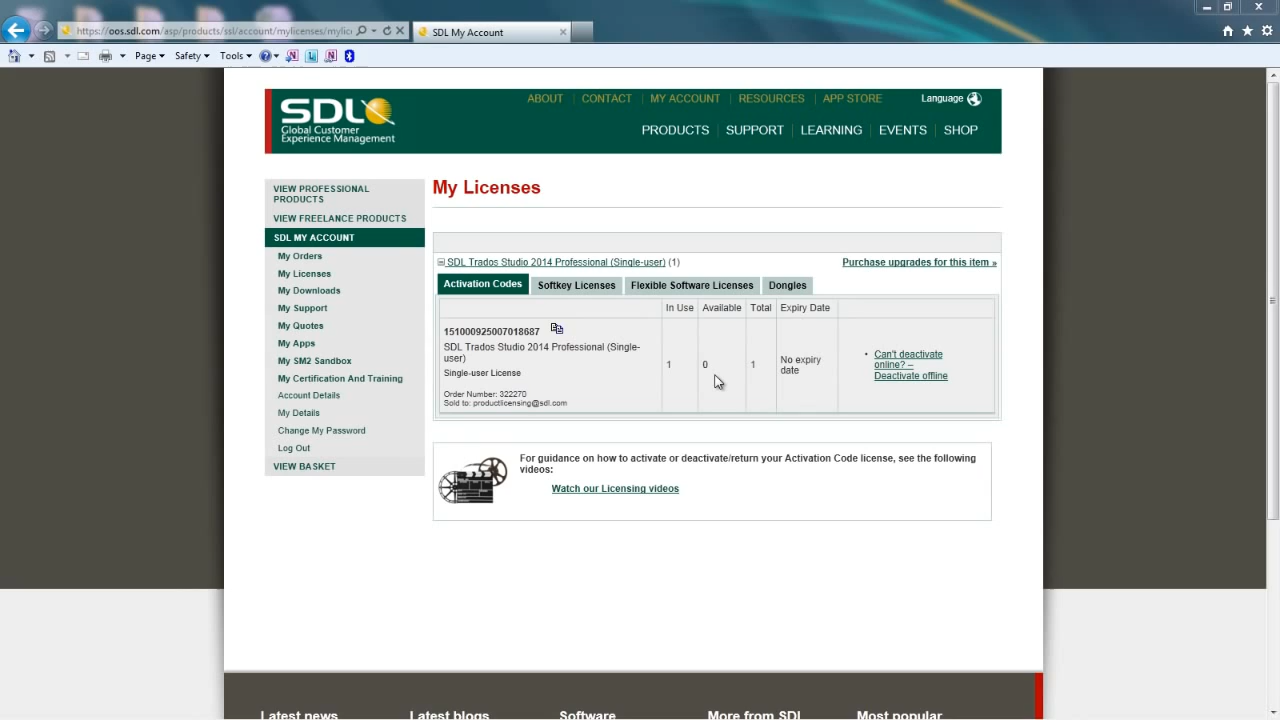 https://oos.sdl.com/asp/products/ssl/account/mylicenses/mylic
SDL My Account
Page
Safety
Tools
SDL
Global Customer
Experience Management
ABOUT
CONTACT
MY ACCOUNT
RESOURCES
APP STORE
Language
PRODUCTS
SUPPORT
LEARNING
EVENTS
SHOP
VIEW PROFESSIONAL
PRODUCTS
VIEW FREELANCE PRODUCTS
SDL MY ACCOUNT
My Orders
My Licenses
My Downloads
My Support
My Quotes
My Apps
My SM2 Sandbox
My Certification And Training
Account Details
My Details
Change My Password
Log Out
VIEW BASKET
My Licenses
SDL Trados Studio 2014 Professional (Single-user) (1)
Purchase upgrades for this item »
Activation Codes
Softkey Licenses
Flexible Software Licenses
Dongles
In Use
Available
Total
Expiry Date
151000925007018687
SDL Trados Studio 2014 Professional (Single-
user)
Single-user License
Order Number: 322270
Sold to: productlicensing@sdl.com
1
0
1
No expiry
date
• Can't deactivate
online? –
Deactivate offline
For guidance on how to activate or deactivate/return your Activation Code license, see the following
videos:
Watch our Licensing videos
Latest news
Latest blogs
Software
More from SDL
Most popular